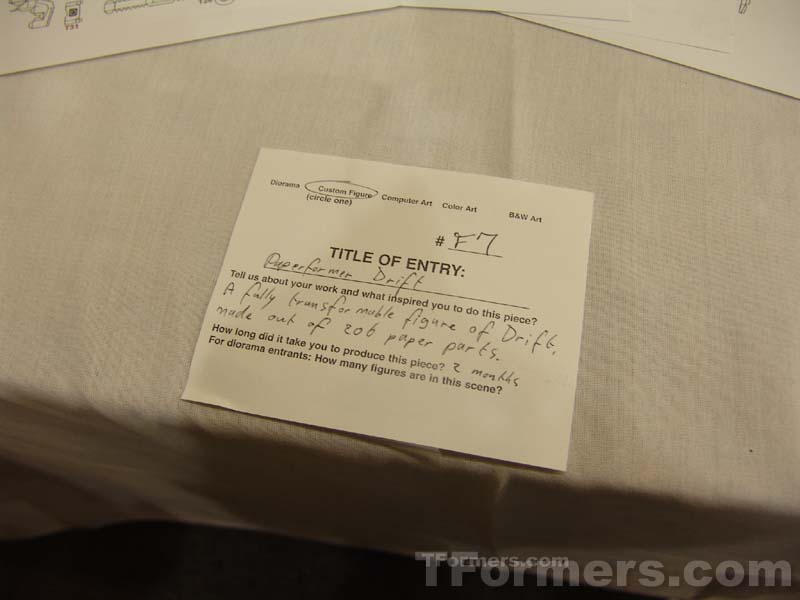 T31
Diorama Custom Figure Computer Art Color Art B&W Art
(circle one)
# F7
TITLE OF ENTRY:
Paperformer Drift
Tell us about your work and what inspired you to do this piece?
A fully transformable figure of Drift,
made out of 206 paper parts.
How long did it take you to produce this piece? 2 months
For diorama entrants: How many figures are in this scene?
TFormers.com
TFormers.com